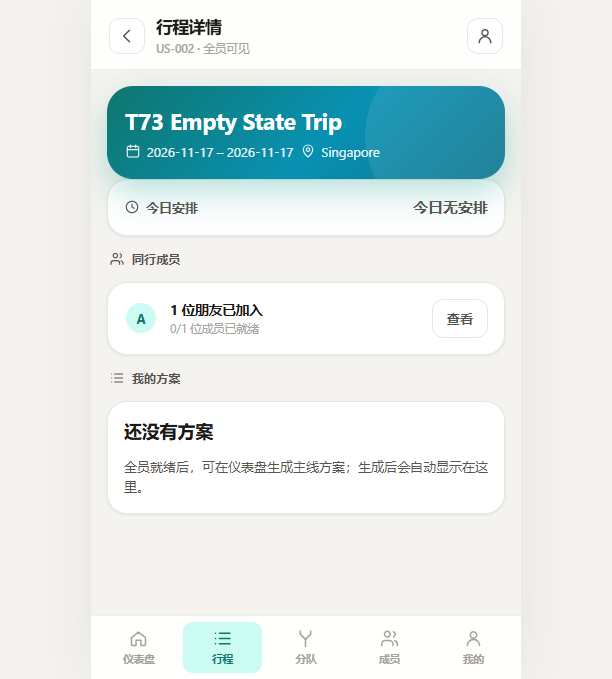 行程详情
US-002 · 全员可见
T73 Empty State Trip
2026-11-17 – 2026-11-17 Singapore
今日安排 今日无安排
同行成员
A
1 位朋友已加入
0/1 位成员已就绪
查看
我的方案
还没有方案
全员就绪后，可在仪表盘生成主线方案；生成后会自动显示在这
里。
仪表盘 行程 分队 成员 我的